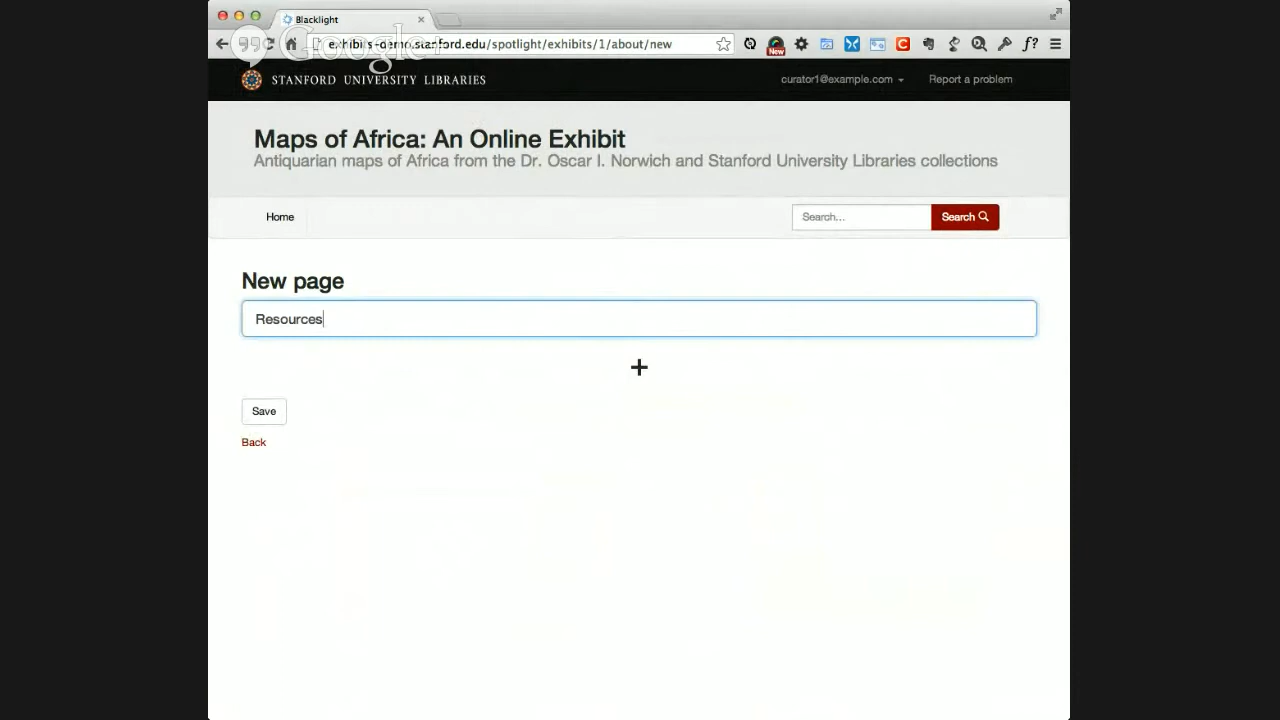 Blacklight
Google+
exhibits-demo.stanford.edu/spotlight/exhibits/1/about/new
New
f?
STANFORD UNIVERSITY LIBRARIES
curator1@example.com
Report a problem
Maps of Africa: An Online Exhibit
Antiquarian maps of Africa from the Dr. Oscar I. Norwich and Stanford University Libraries collections
Home
Search...
Search
New page
Resources
Save
Back